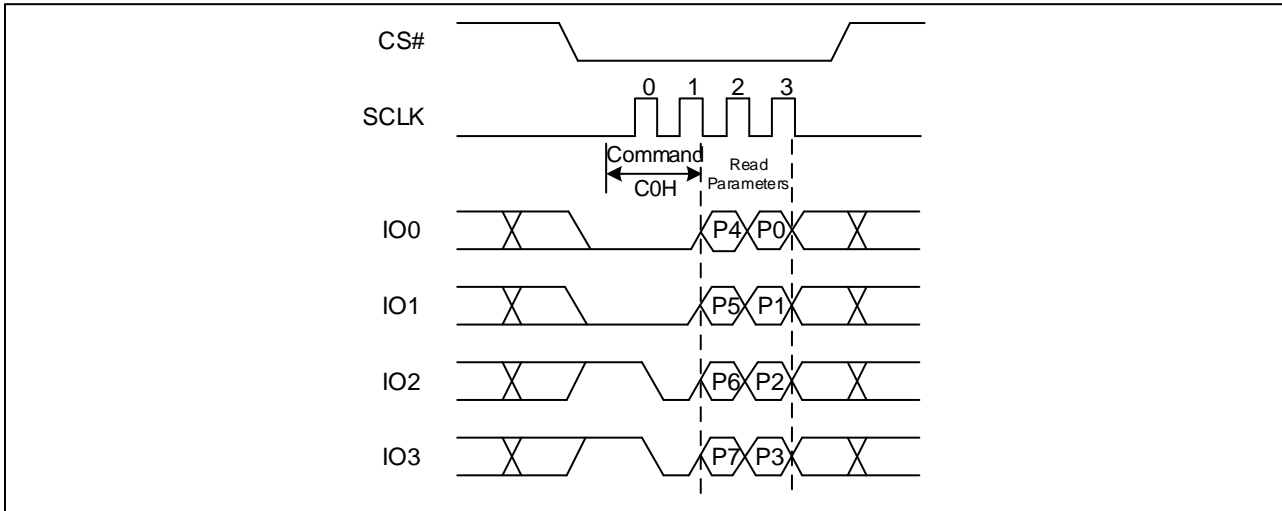 CS#
0 1 2 3
SCLK
Command Read
C0H Parameters
IO0 P4 P0
IO1 P5 P1
IO2 P6 P2
IO3 P7 P3